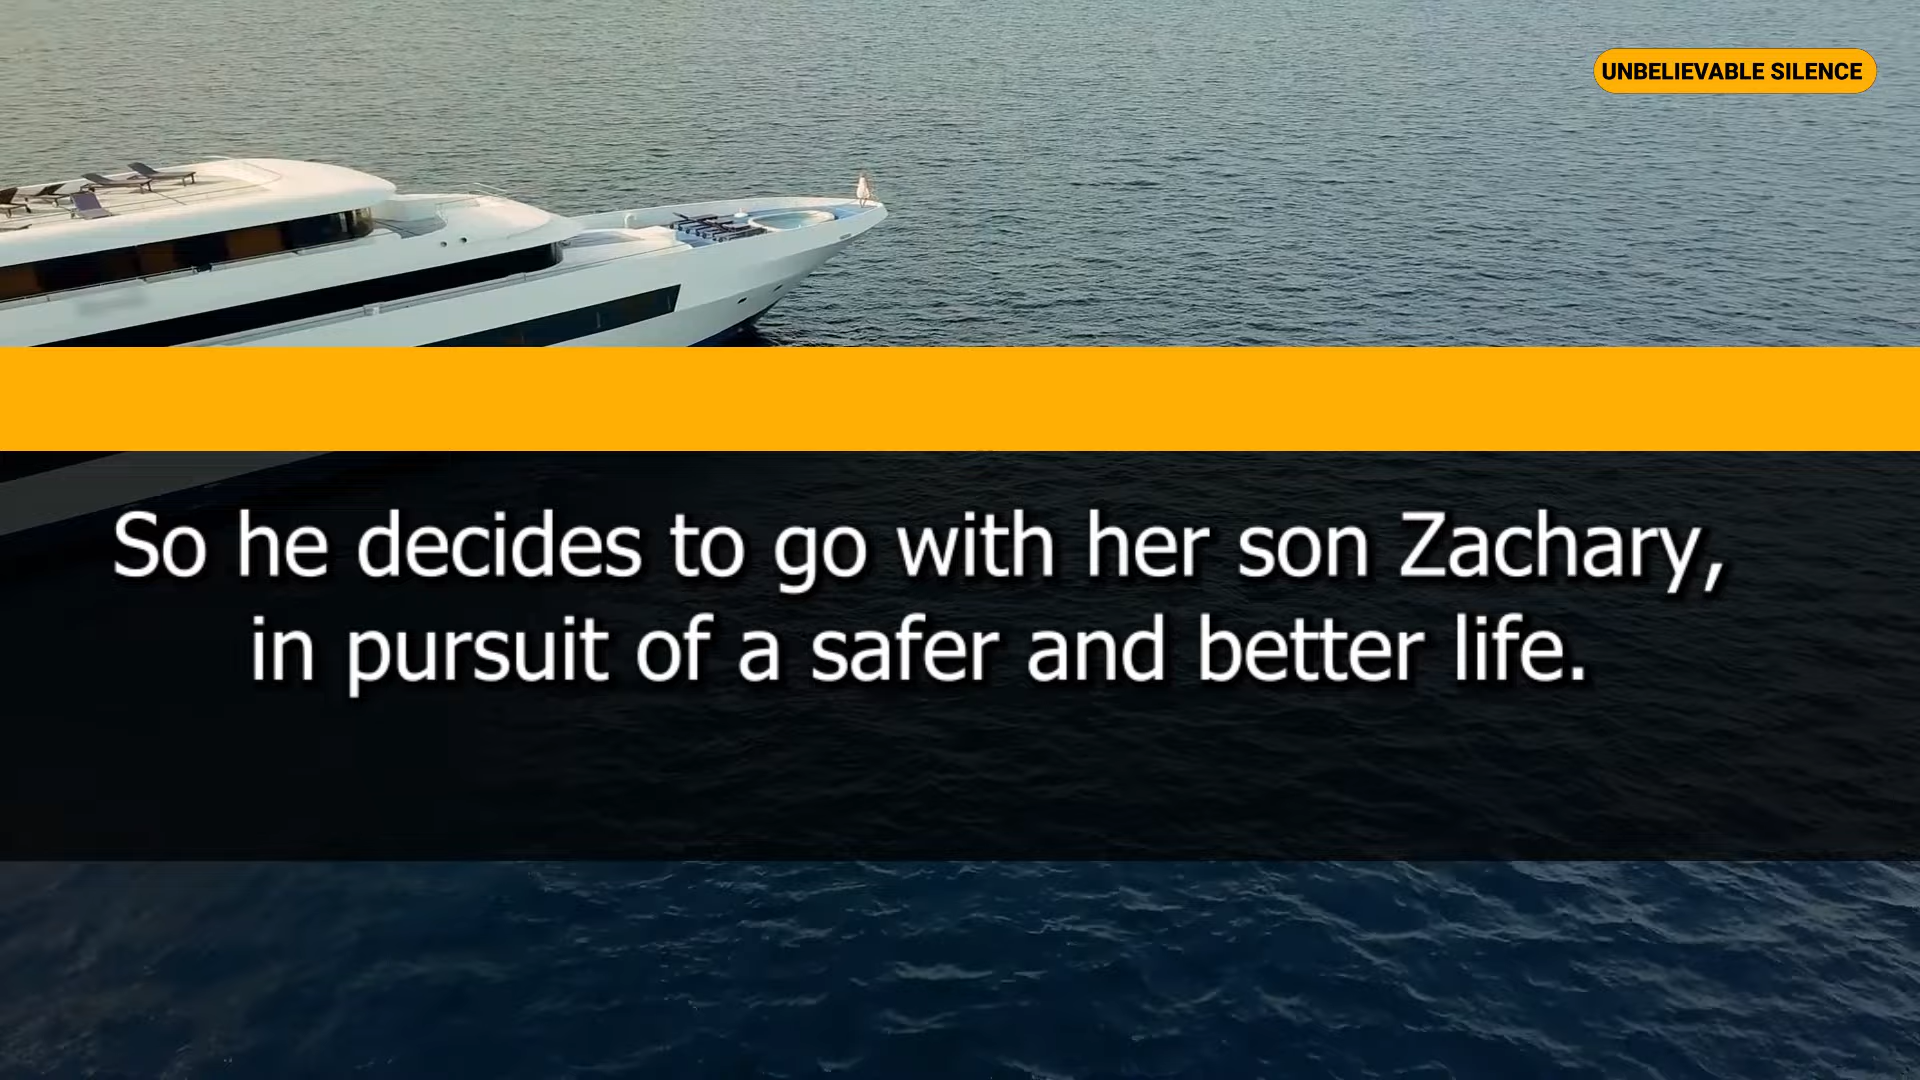 UNBELIEVABLE SILENCE
So he decides to go with her son Zachary,
in pursuit of a safer and better life.